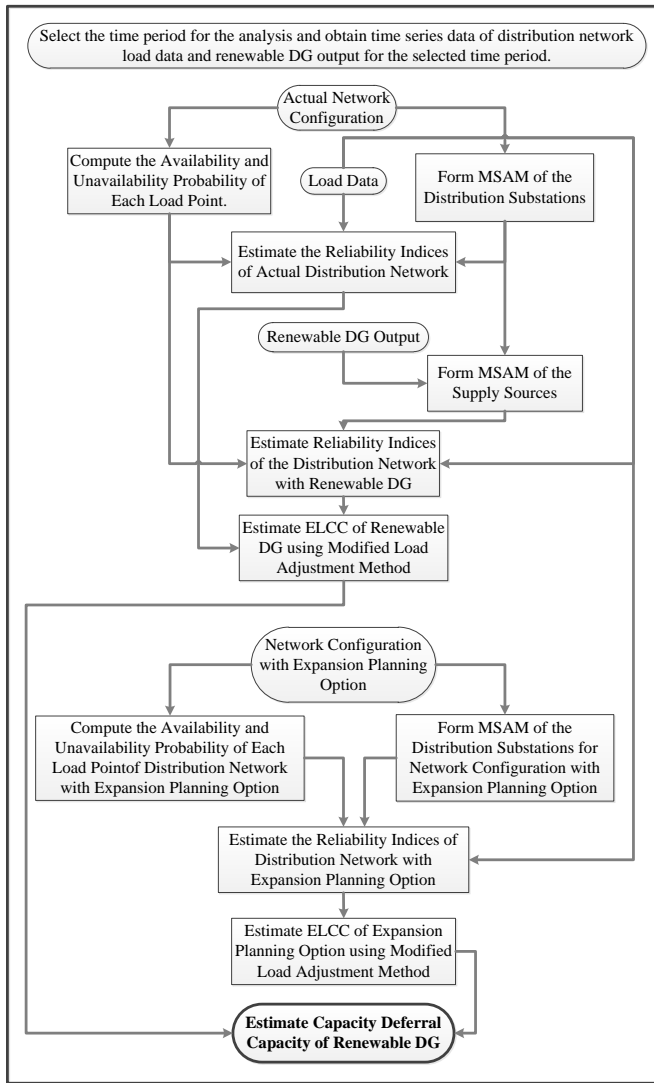 Select the time period for the analysis and obtain time series data of distribution network
load data and renewable DG output for the selected time period.
Actual Network
Configuration
Compute the Availability and
Unavailability Probability of
Each Load Point.
Load Data
Form MSAM of the
Distribution Substations
Estimate the Reliability Indices
of Actual Distribution Network
Renewable DG Output
Form MSAM of the
Supply Sources
Estimate Reliability Indices
of the Distribution Network
with Renewable DG
Estimate ELCC of Renewable
DG using Modified Load
Adjustment Method
Network Configuration
with Expansion Planning
Option
Compute the Availability and
Unavailability Probability of Each
Load Pointof Distribution Network
with Expansion Planning Option
Form MSAM of the
Distribution Substations for
Network Configuration with
Expansion Planning Option
Estimate the Reliability Indices of
Distribution Network with
Expansion Planning Option
Estimate ELCC of Expansion
Planning Option using Modified
Load Adjustment Method
Estimate Capacity Deferral
Capacity of Renewable DG